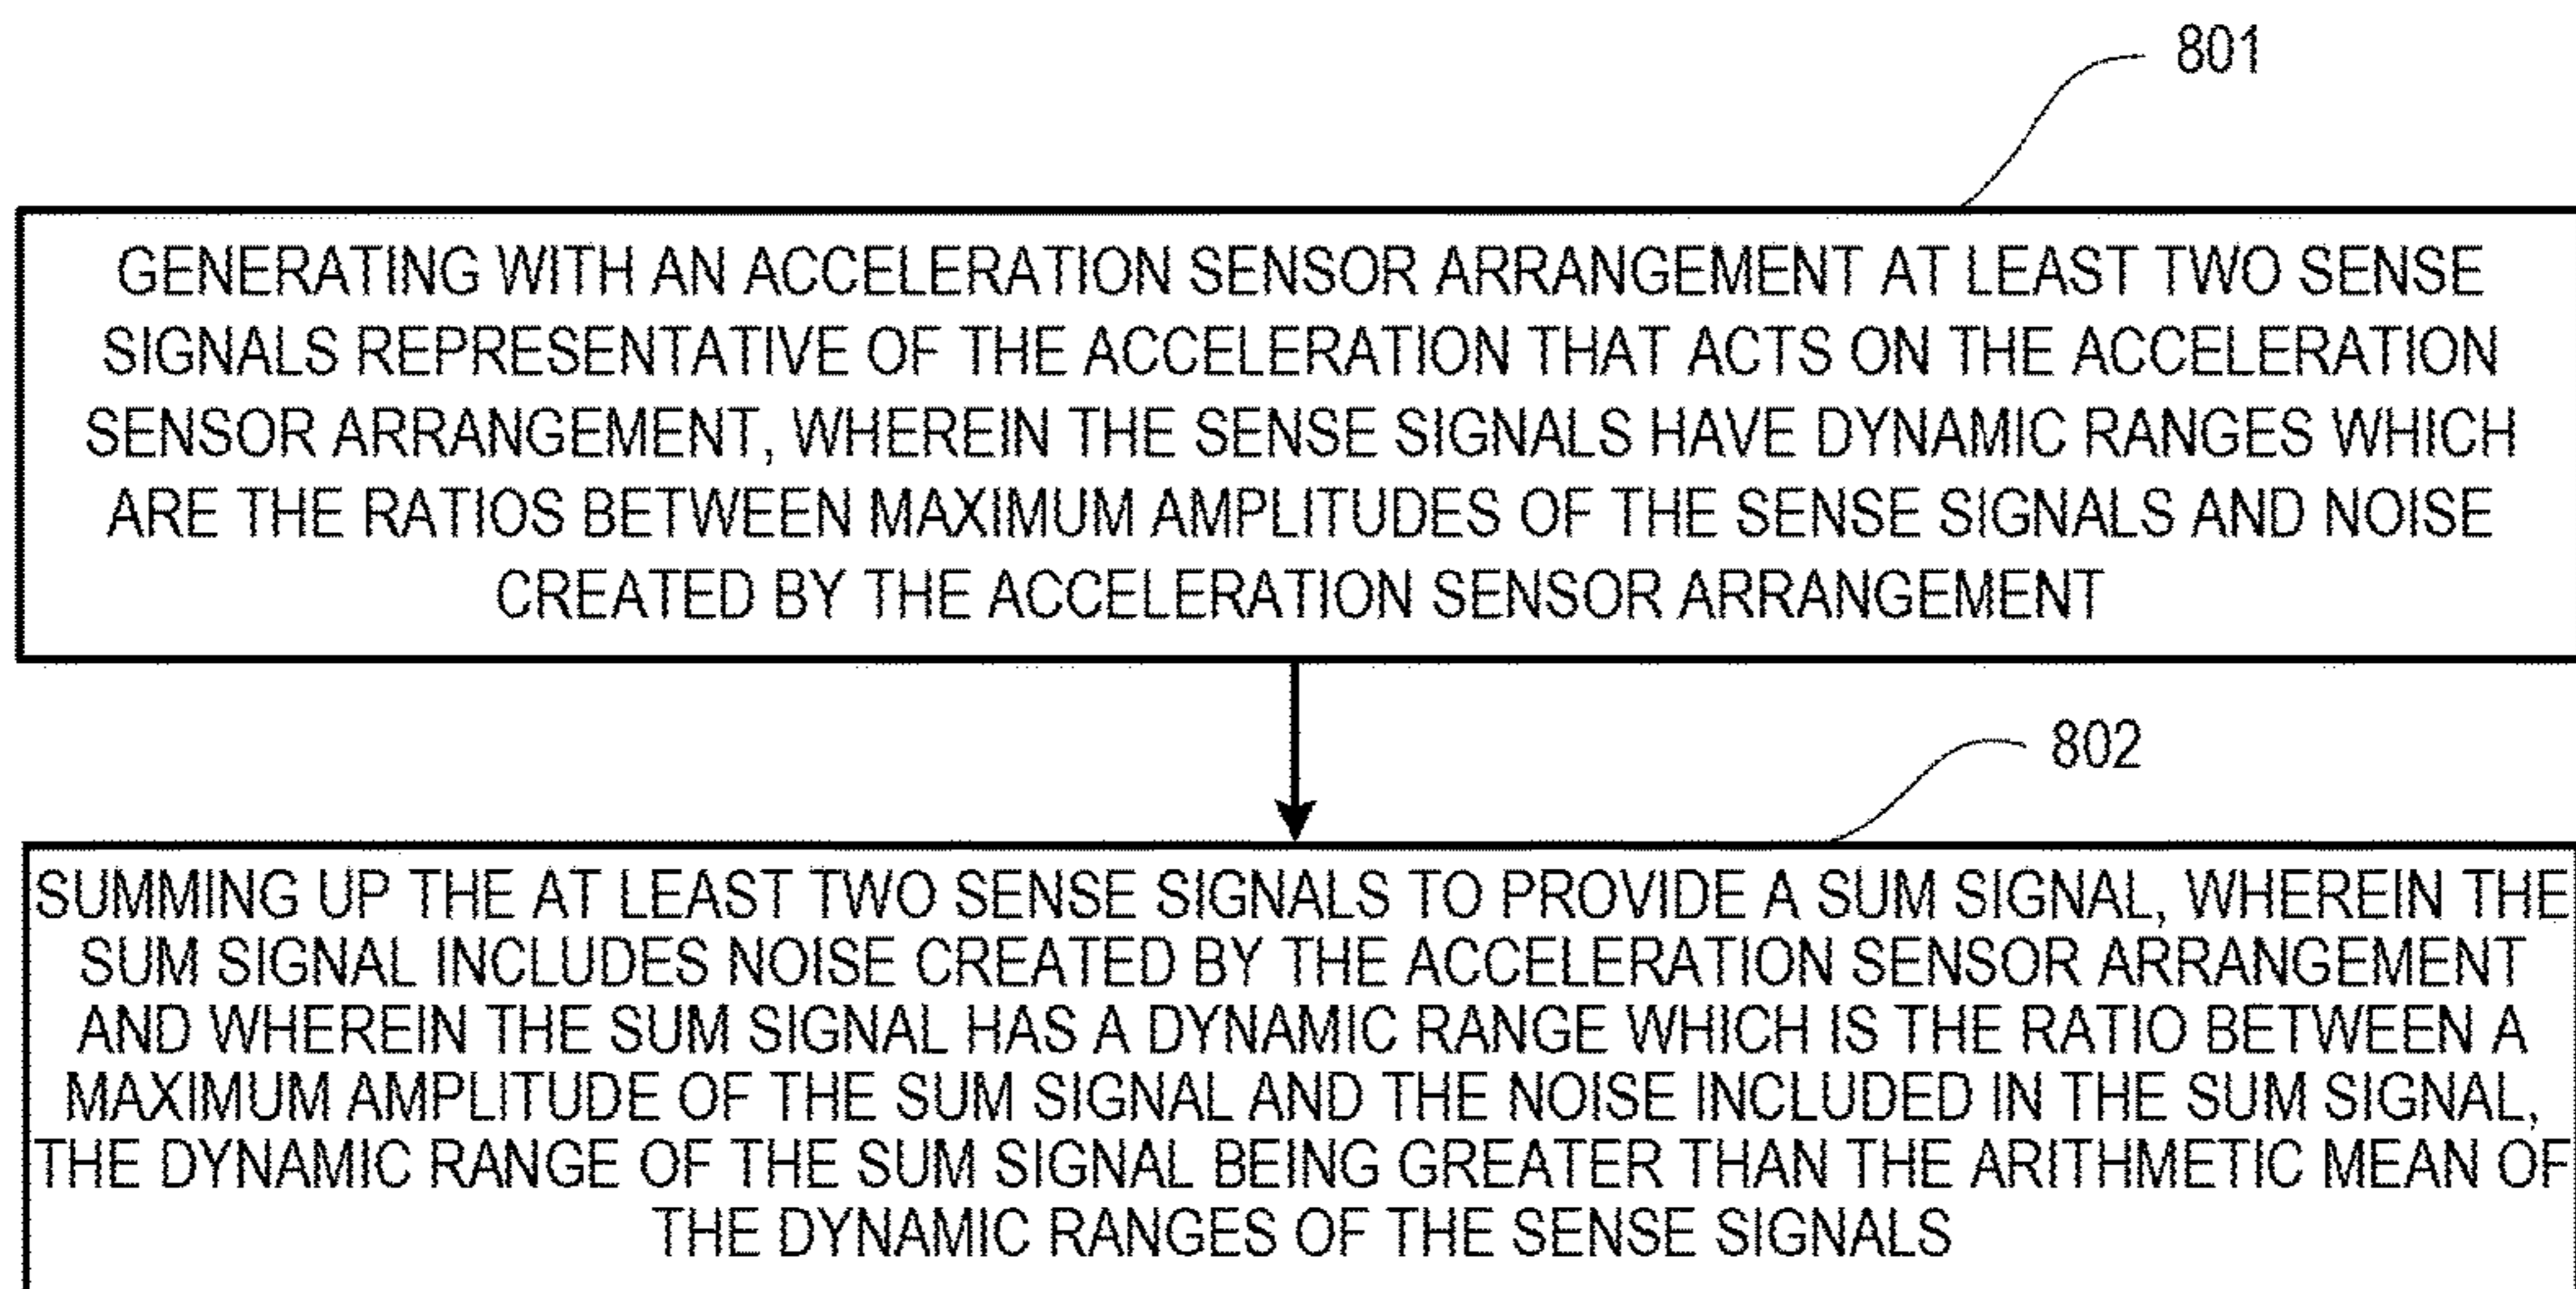 801
GENERATING WITH AN ACCELERATION SENSOR ARRANGEMENT AT LEAST TWO SENSE
SIGNALS REPRESENTATIVE OF THE ACCELERATION THAT ACTS ON THE ACCELERATION
SENSOR ARRANGEMENT, WHEREIN THE SENSE SIGNALS HAVE DYNAMIC RANGES WHICH
ARE THE RATIOS BETWEEN MAXIMUM AMPLITUDES OF THE SENSE SIGNALS AND NOISE
CREATED BY THE ACCELERATION SENSOR ARRANGEMENT
802
SUMMING UP THE AT LEAST TWO SENSE SIGNALS TO PROVIDE A SUM SIGNAL, WHEREIN THE
SUM SIGNAL INCLUDES NOISE CREATED BY THE ACCELERATION SENSOR ARRANGEMENT
AND WHEREIN THE SUM SIGNAL HAS A DYNAMIC RANGE WHICH IS THE RATIO BETWEEN A
MAXIMUM AMPLITUDE OF THE SUM SIGNAL AND THE NOISE INCLUDED IN THE SUM SIGNAL,
THE DYNAMIC RANGE OF THE SUM SIGNAL BEING GREATER THAN THE ARITHMETIC MEAN OF
THE DYNAMIC RANGES OF THE SENSE SIGNALS